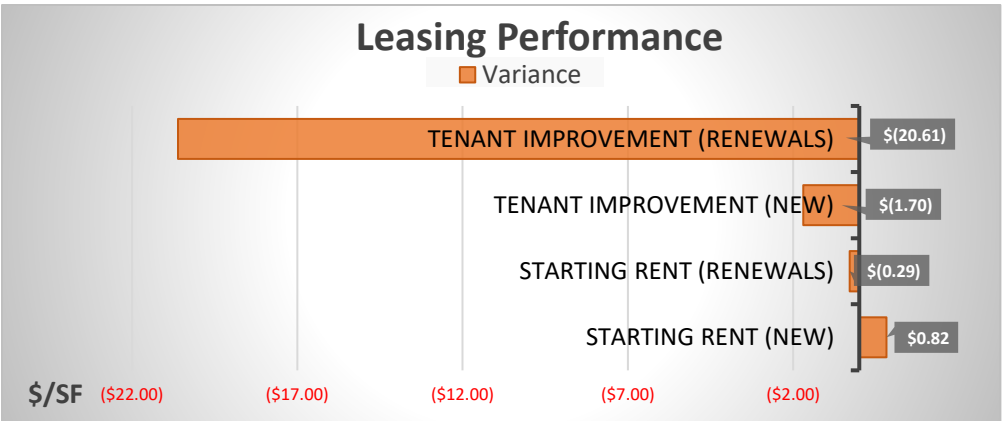 Leasing Performance
Variance
TENANT IMPROVEMENT (RENEWALS) $(20.61)
TENANT IMPROVEMENT (NEW) $(1.70)
STARTING RENT (RENEWALS) $(0.29)
STARTING RENT (NEW) $0.82
$/SF ($22.00) ($17.00) ($12.00) ($7.00) ($2.00)